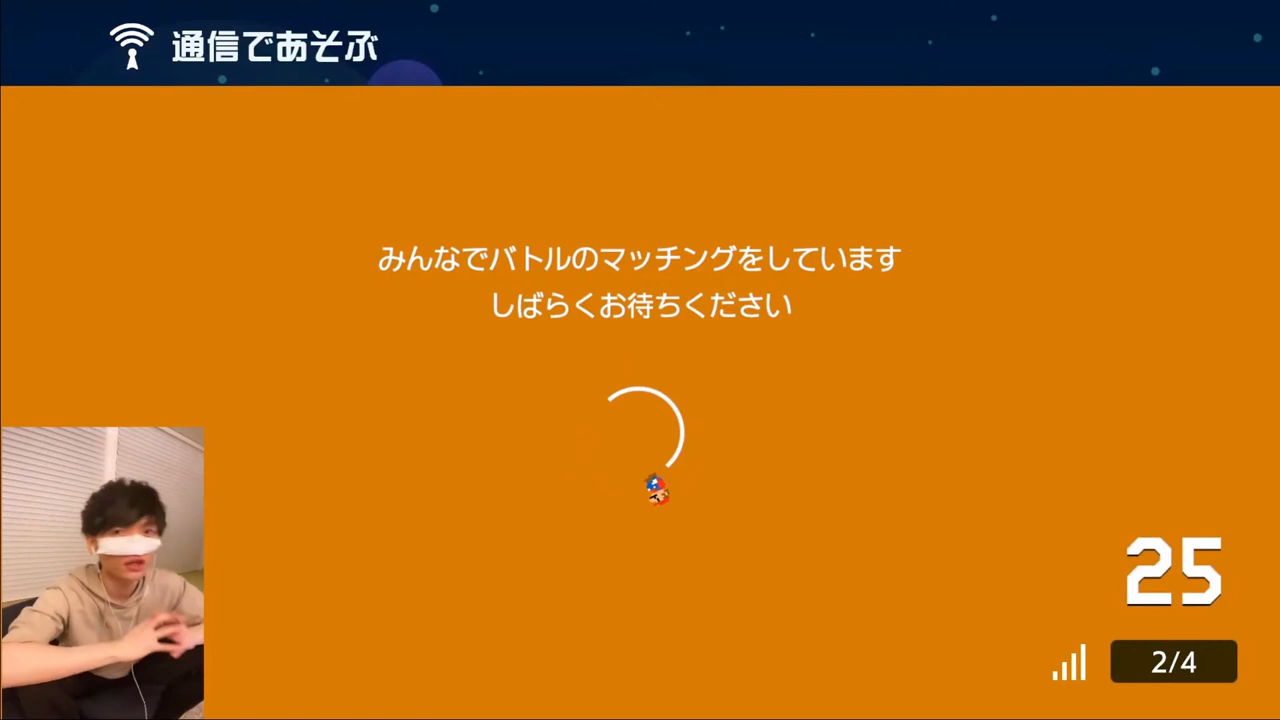 通信であそぶ
みんなでバトルのマッチングをしています
しばらくお待ちください
25
2/4